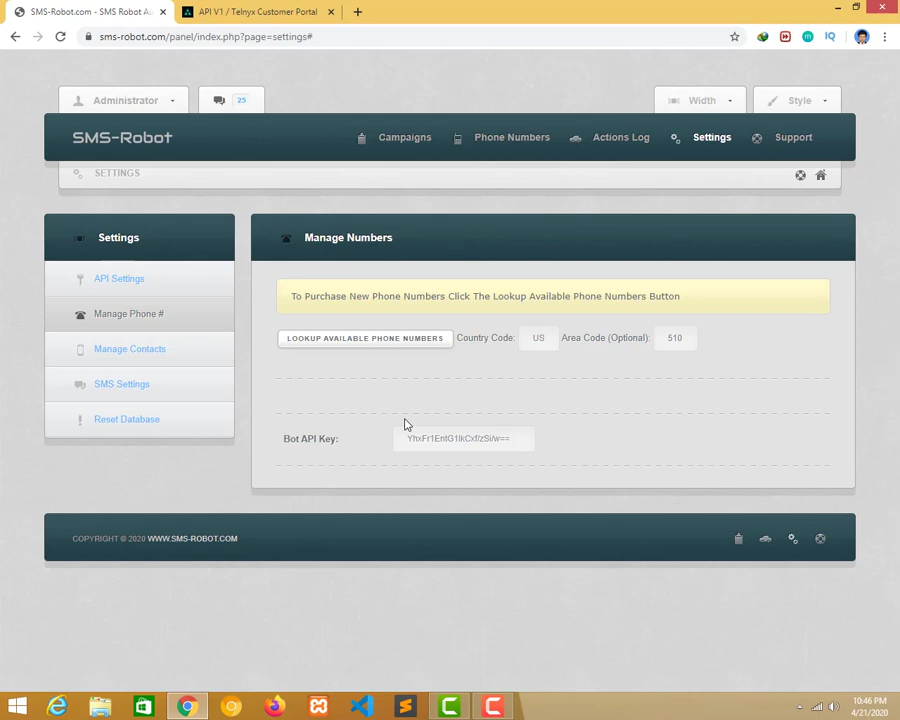 SMS-Robot.com - SMS Robot Au
API V1 / Telnyx Customer Portal
sms-robot.com/panel/index.php?page=settings#
Administrator
25
Width
Style
SMS-Robot
Campaigns
Phone Numbers
Actions Log
Settings
Support
SETTINGS
Settings
API Settings
Manage Phone #
Manage Contacts
SMS Settings
Reset Database
Manage Numbers
To Purchase New Phone Numbers Click The Lookup Available Phone Numbers Button
LOOKUP AVAILABLE PHONE NUMBERS Country Code: US Area Code (Optional): 510
Bot API Key:
COPYRIGHT © 2020 WWW.SMS-ROBOT.COM
10:46 PM
4/21/2020